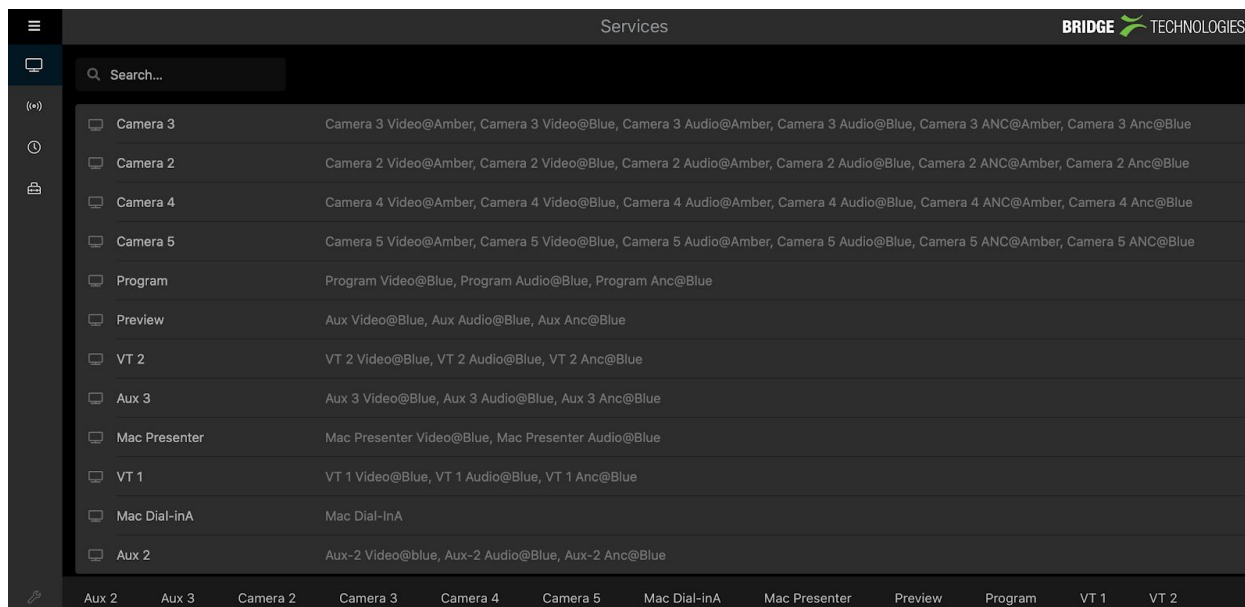 Services
BRIDGE TECHNOLOGIES
Search...
Camera 3 Camera 3 Video@Amber, Camera 3 Video@Blue, Camera 3 Audio@Amber, Camera 3 Audio@Blue, Camera 3 ANC@Amber, Camera 3 Anc@Blue
Camera 2 Camera 2 Video@Amber, Camera 2 Video@Blue, Camera 2 Audio@Amber, Camera 2 Audio@Blue, Camera 2 ANC@Amber, Camera 2 Anc@Blue
Camera 4 Camera 4 Video@Amber, Camera 4 Video@Blue, Camera 4 Audio@Amber, Camera 4 Audio@Blue, Camera 4 ANC@Amber, Camera 4 Anc@Blue
Camera 5 Camera 5 Video@Amber, Camera 5 Video@Blue, Camera 5 Audio@Amber, Camera 5 Audio@Blue, Camera 5 ANC@Amber, Camera 5 ANC@Blue
Program Program Video@Blue, Program Audio@Blue, Program Anc@Blue
Preview Aux Video@Blue, Aux Audio@Blue, Aux Anc@Blue
VT 2 VT 2 Video@Blue, VT 2 Audio@Blue, VT 2 Anc@Blue
Aux 3 Aux 3 Video@Blue, Aux 3 Audio@Blue, Aux 3 Anc@Blue
Mac Presenter Mac Presenter Video@Blue, Mac Presenter Audio@Blue
VT 1 VT 1 Video@Blue, VT 1 Audio@Blue, VT 1 Anc@Blue
Mac Dial-inA Mac Dial-InA
Aux 2 Aux-2 Video@blue, Aux-2 Audio@Blue, Aux-2 Anc@Blue
Aux 2 Aux 3 Camera 2 Camera 3 Camera 4 Camera 5 Mac Dial-inA Mac Presenter Preview Program VT 1 VT 2